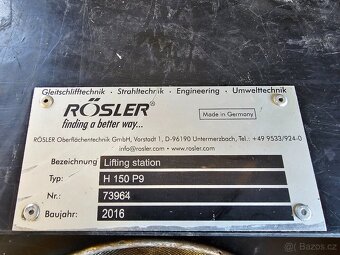 Gleitschlifttechnik · Strahltechnik · Engineering · Umwelttechnik
RÖSLER®
finding a better way...
Made in Germany
RÖSLER Oberflächentechnik GmbH, Vorstadt 1, D-96190 Untermerzbach, Tel.: +49 9533/924-0
info@rosler.com · www.rosler.com
Bezeichnung Lifting station
Typ: H 150 P9
Nr.: 73964
Baujahr: 2016
© Bazos.cz